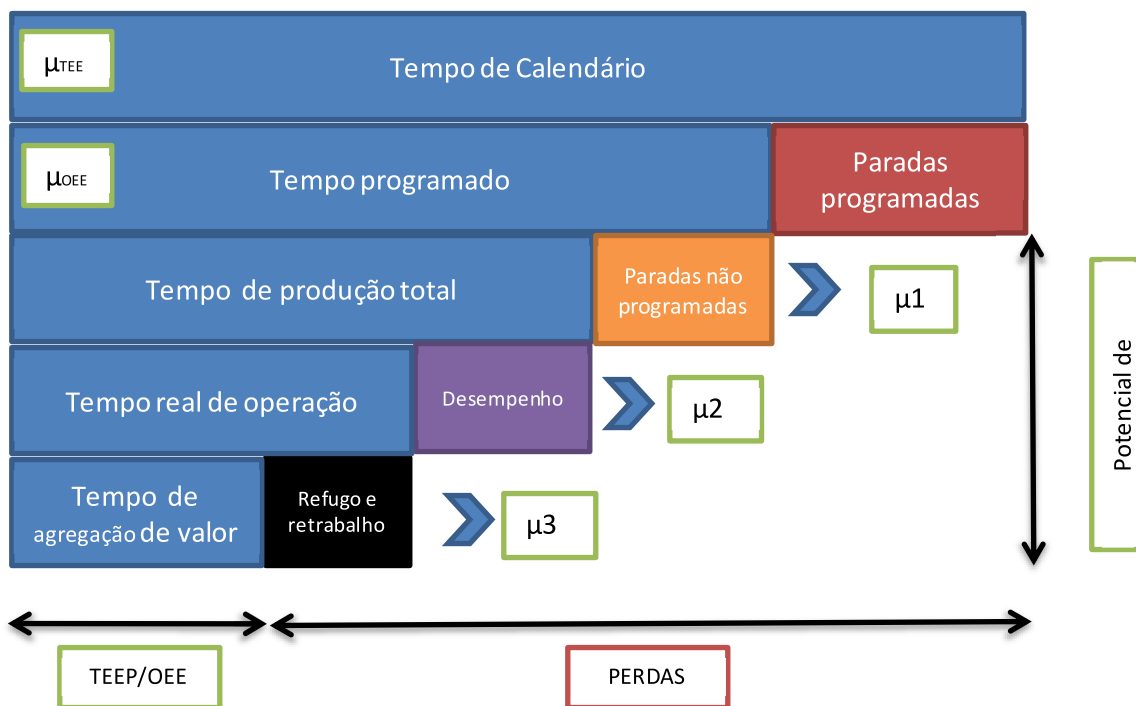 μTEE
Tempo de Calendário
μOEE
Tempo programado
Paradas
programadas
Tempo de produção total
Paradas não
programadas
μ1
Tempo real de operação
Desempenho
μ2
Tempo de
agregação de valor
Refugo e
retrabalho
μ3
Potencial de
TEEP/OEE
PERDAS